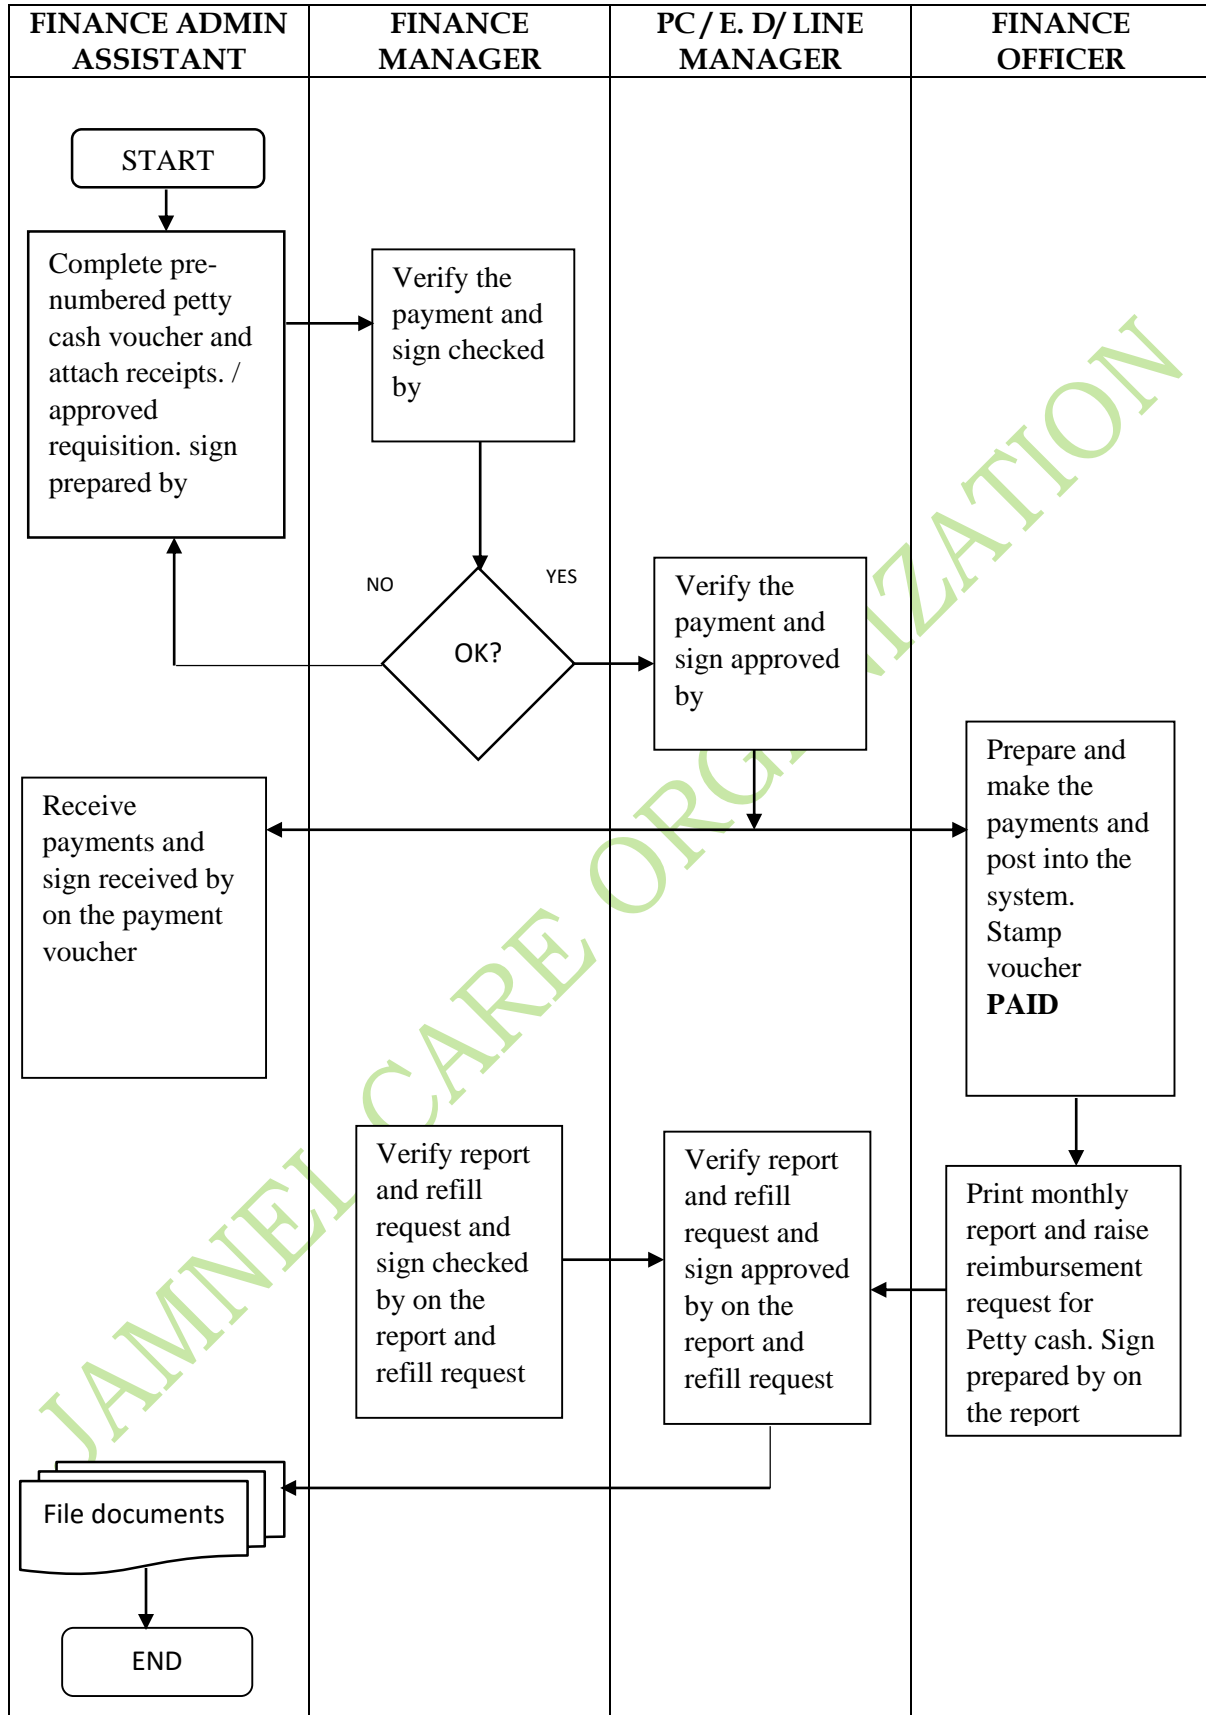 FINANCE ADMIN
ASSISTANT
FINANCE
MANAGER
PC / E. D/ LINE
MANAGER
FINANCE
OFFICER
START
Complete pre-
numbered petty
cash voucher and
attach receipts. /
approved
requisition. sign
prepared by
Verify the
payment and
sign checked
by
NO
YES
OK?
Verify the
payment and
sign approved
by
Receive
payments and
sign received by
on the payment
voucher
Prepare and
make the
payments and
post into the
system.
Stamp
voucher
PAID
Verify report
and refill
request and
sign checked
by on the
report and
refill request
Verify report
and refill
request and
sign approved
by on the
report and
refill request
Print monthly
report and raise
reimbursement
request for
Petty cash. Sign
prepared by on
the report
File documents
END
JAMNEL CARE ORGANIZATION